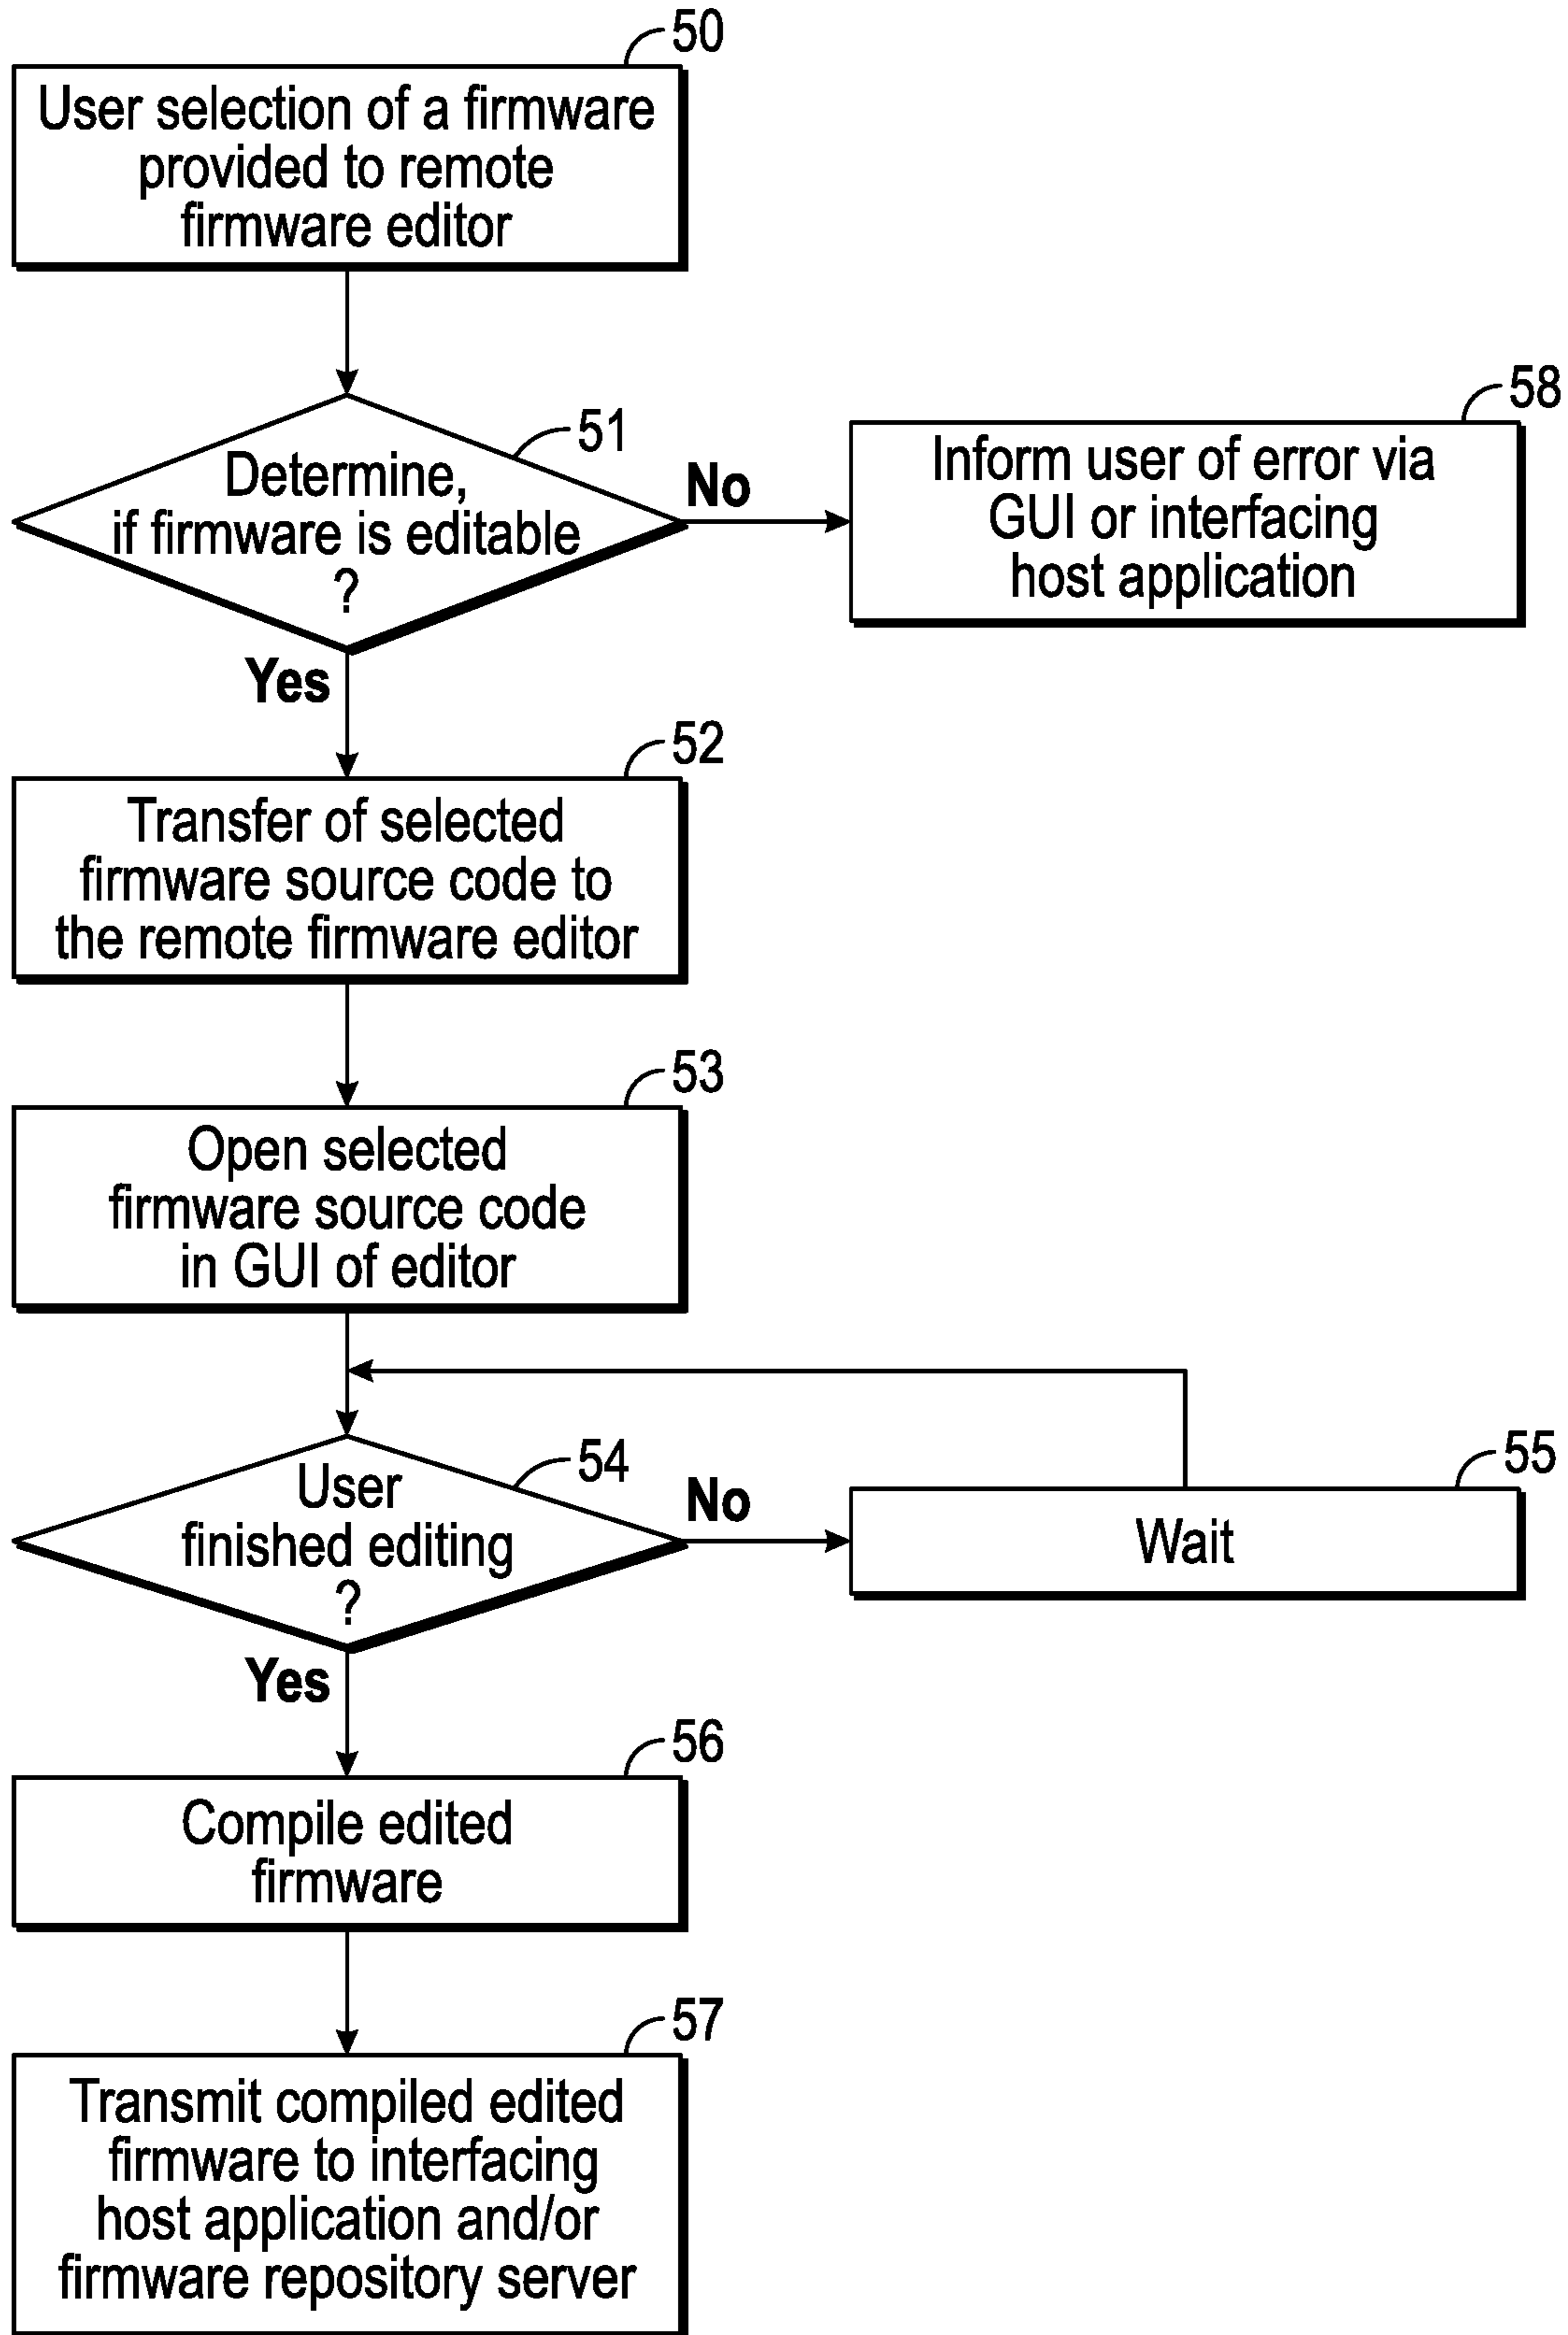 50
User selection of a firmware
provided to remote
firmware editor
51
Determine,
if firmware is editable
?
No
58
Inform user of error via
GUI or interfacing
host application
Yes
52
Transfer of selected
firmware source code to
the remote firmware editor
53
Open selected
firmware source code
in GUI of editor
54
User
finished editing
?
No
55
Wait
Yes
56
Compile edited
firmware
57
Transmit compiled edited
firmware to interfacing
host application and/or
firmware repository server